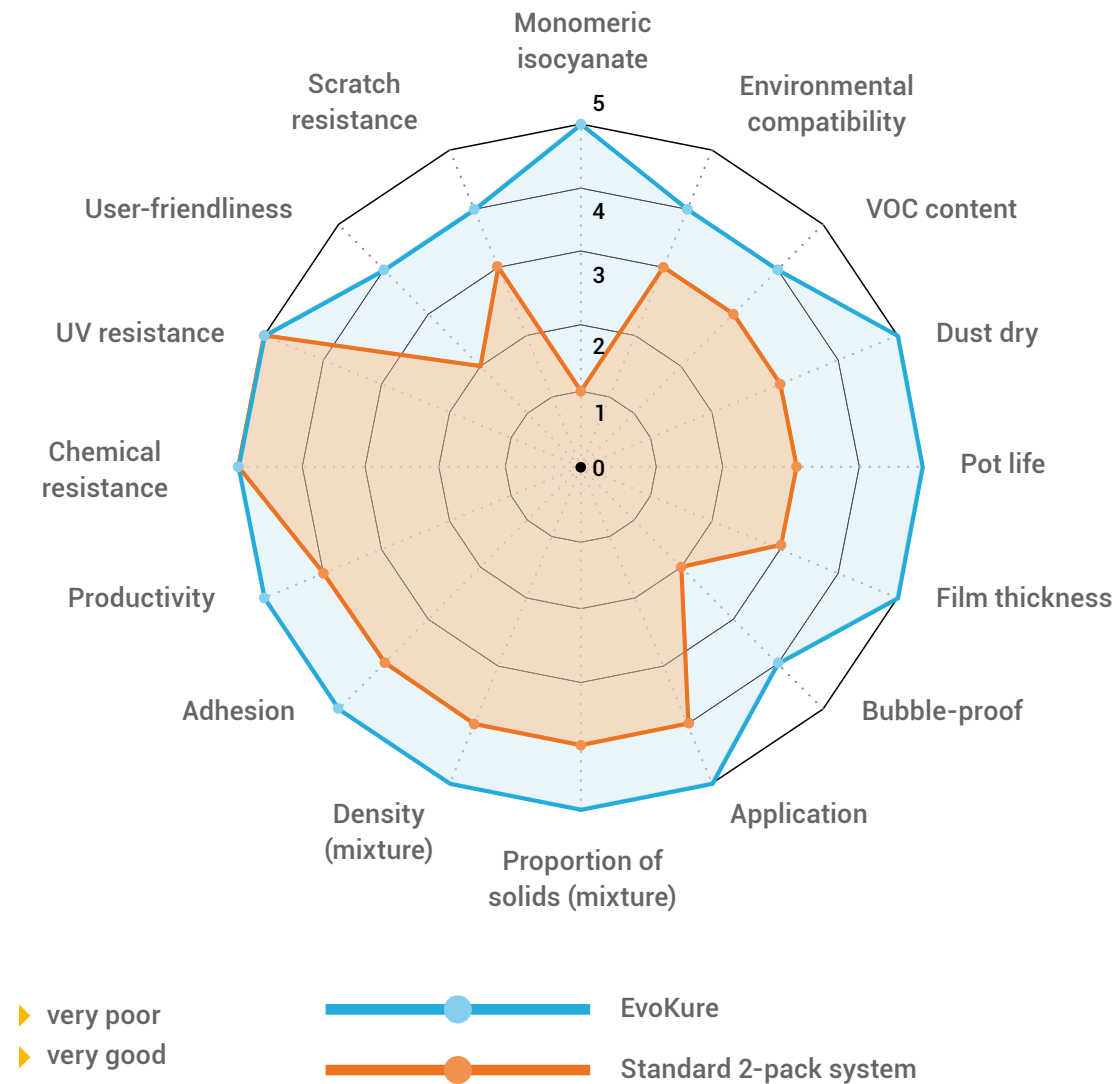 Monomeric
isocyanate
Scratch
resistance
Environmental
compatibility
5
User-friendliness
VOC content
4
3
UV resistance
Dust dry
2
1
Chemical
resistance
0
Pot life
Productivity
Film thickness
Adhesion
Bubble-proof
Density
(mixture)
Application
Proportion of
solids (mixture)
very poor
very good
EvoKure
Standard 2-pack system